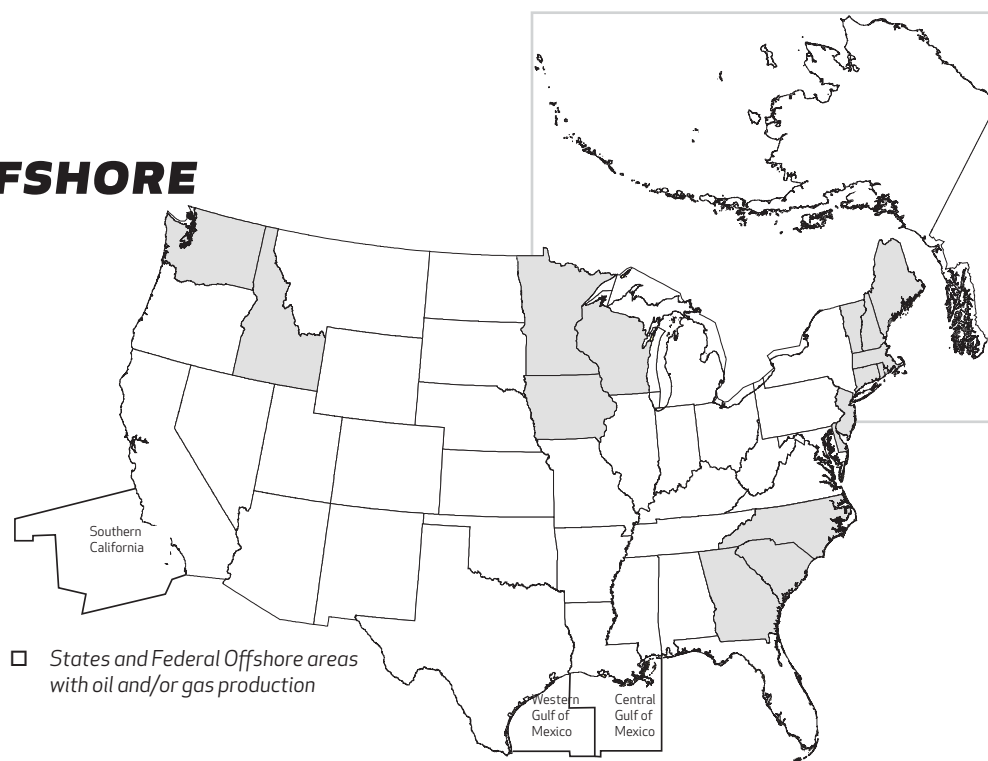 FSHORE
Southern
California
States and Federal Offshore areas
with oil and/or gas production
Western
Gulf of
Mexico
Central
Gulf of
Mexico